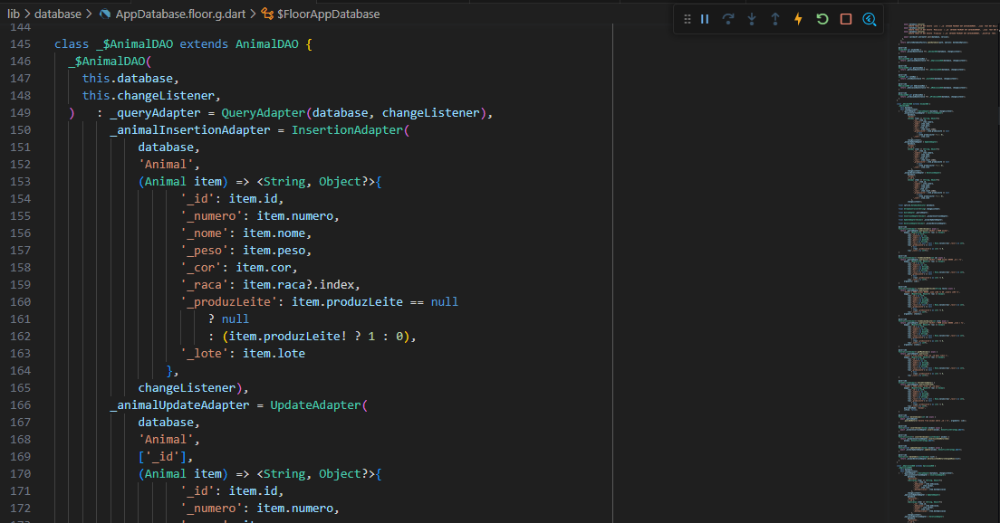 lib > database > AppDatabase.floor.g.dart > $FloorAppDatabase
144
145 class _$AnimalDAO extends AnimalDAO {
146 _$AnimalDAO(
147 this.database,
148 this.changeListener,
149 ) : _queryAdapter = QueryAdapter(database, changeListener),
150 _animalInsertionAdapter = InsertionAdapter(
151 database,
152 'Animal',
153 (Animal item) => <String, Object?>{
154 '_id': item.id,
155 '_numero': item.numero,
156 '_nome': item.nome,
157 '_peso': item.peso,
158 '_cor': item.cor,
159 '_raca': item.raca?.index,
160 '_produzLeite': item.produzLeite == null
161 ? null
162 : (item.produzLeite! ? 1 : 0),
163 '_lote': item.lote
164 },
165 changeListener),
166 _animalUpdateAdapter = UpdateAdapter(
167 database,
168 'Animal',
169 ['_id'],
170 (Animal item) => <String, Object?>{
171 '_id': item.id,
172 '_numero': item.numero,